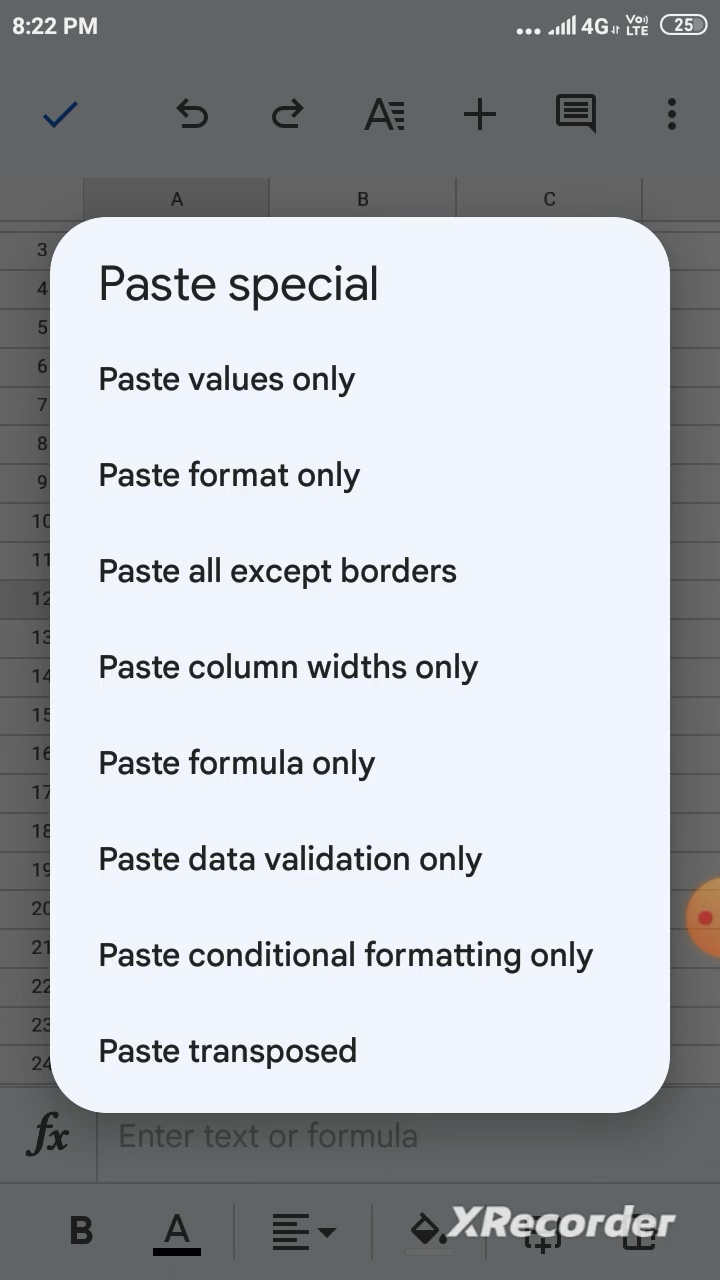 8:22 PM
4G
Vo)
LTE
25
A
B
C
3
4
5
6
7
8
9
10
11
12
13
14
15
16
17
18
19
20
21
22
23
24
Paste special
Paste values only
Paste format only
Paste all except borders
Paste column widths only
Paste formula only
Paste data validation only
Paste conditional formatting only
Paste transposed
fx
Enter text or formula
B
A
XRecorder